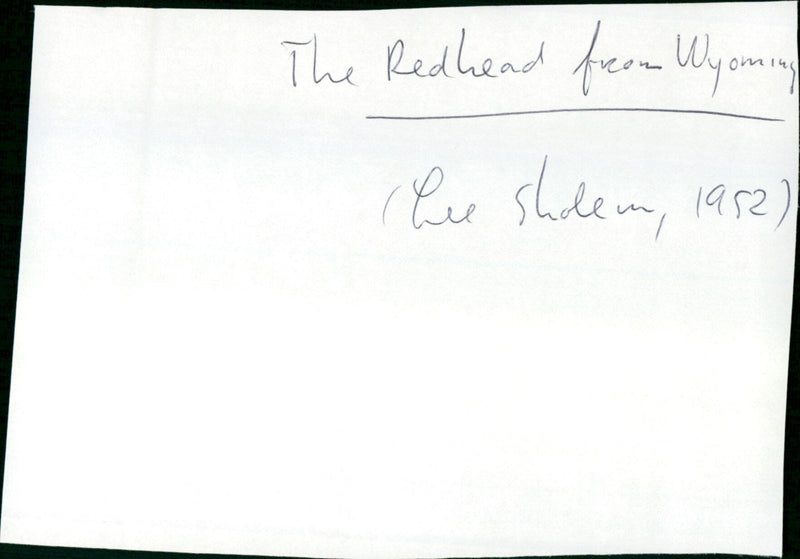 The Redhead from Wyoming
(Lee Sholem, 1952)